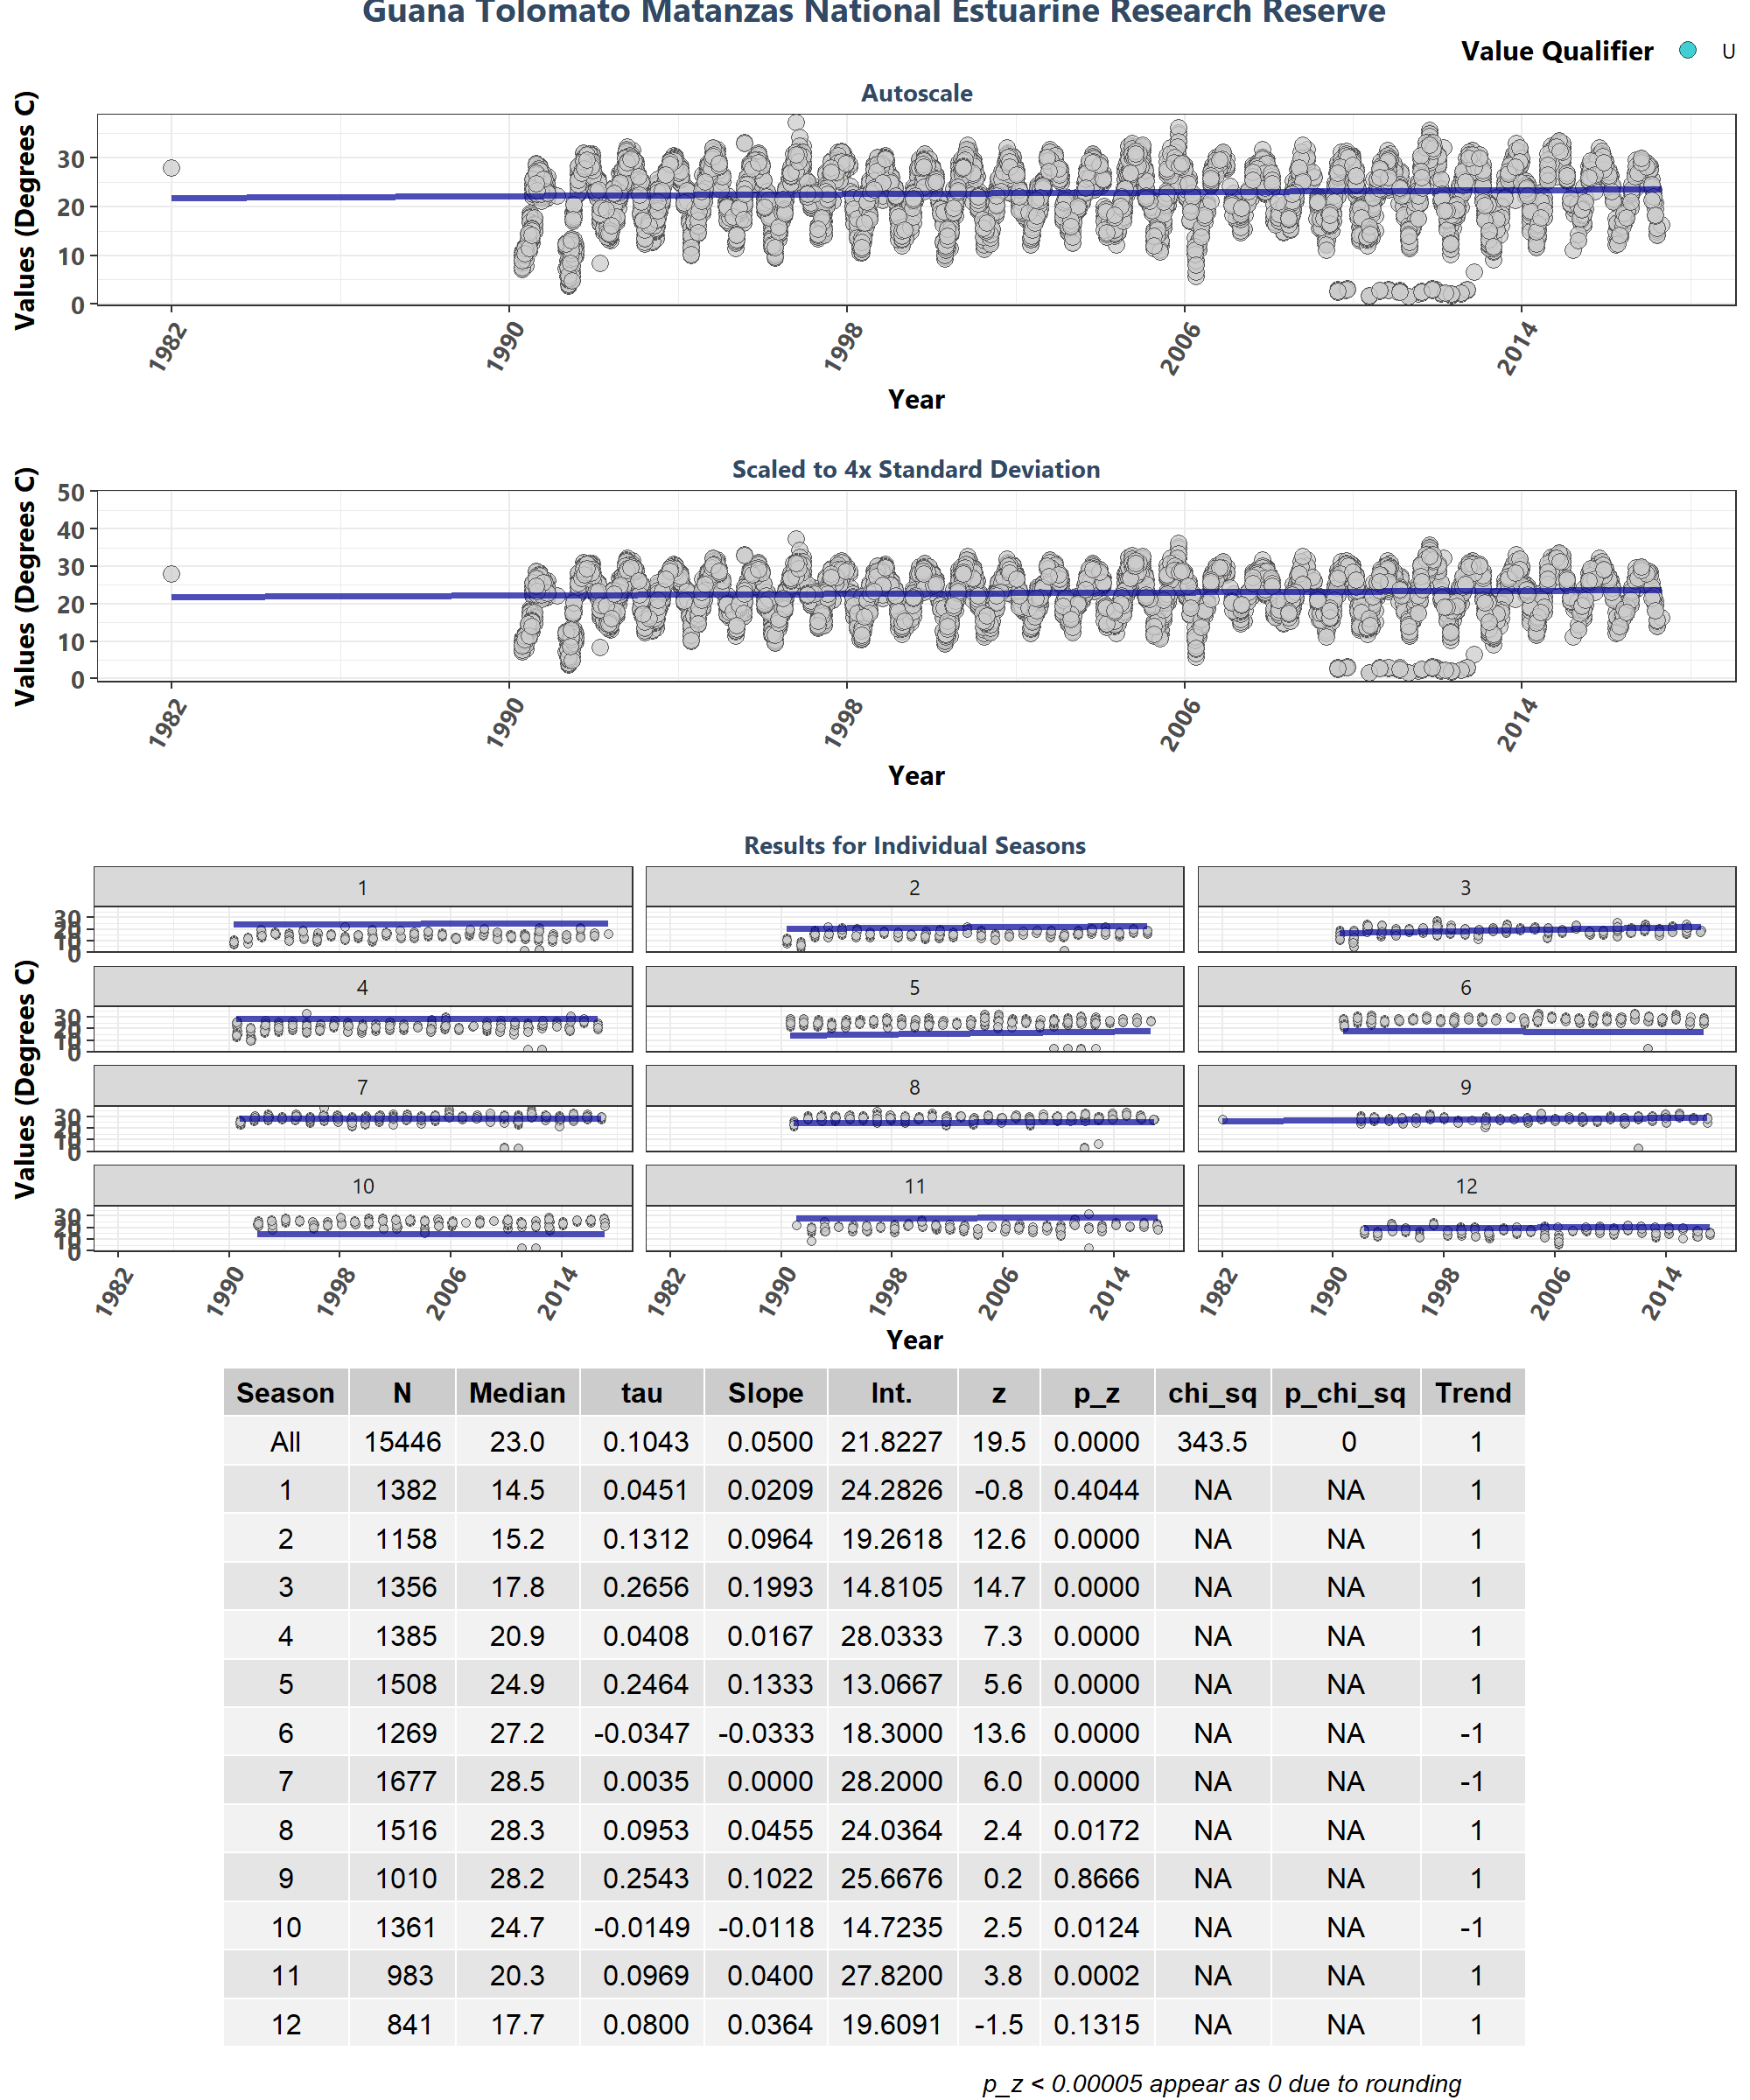 Guana Tolomato Matanzas National Estuarine Research Reserve
Value Qualifier U
Autoscale
Values (Degrees C)
30
20
10
0
1982 1990 1998 2006 2014
Year
Scaled to 4x Standard Deviation
Values (Degrees C)
50
40
30
20
10
0
1982 1990 1998 2006 2014
Year
Results for Individual Seasons
Values (Degrees C)
1 2 3
30
20
10
0
4 5 6
30
20
10
0
7 8 9
30
20
10
0
10 11 12
30
20
10
0
1982 1990 1998 2006 2014 1982 1990 1998 2006 2014 1982 1990 1998 2006 2014
Year
Season N Median tau Slope Int. z p_z chi_sq p_chi_sq Trend
All 15446 23.0 0.1043 0.0500 21.8227 19.5 0.0000 343.5 0 1
1 1382 14.5 0.0451 0.0209 24.2826 -0.8 0.4044 NA NA 1
2 1158 15.2 0.1312 0.0964 19.2618 12.6 0.0000 NA NA 1
3 1356 17.8 0.2656 0.1993 14.8105 14.7 0.0000 NA NA 1
4 1385 20.9 0.0408 0.0167 28.0333 7.3 0.0000 NA NA 1
5 1508 24.9 0.2464 0.1333 13.0667 5.6 0.0000 NA NA 1
6 1269 27.2 -0.0347 -0.0333 18.3000 13.6 0.0000 NA NA -1
7 1677 28.5 0.0035 0.0000 28.2000 6.0 0.0000 NA NA -1
8 1516 28.3 0.0953 0.0455 24.0364 2.4 0.0172 NA NA 1
9 1010 28.2 0.2543 0.1022 25.6676 0.2 0.8666 NA NA 1
10 1361 24.7 -0.0149 -0.0118 14.7235 2.5 0.0124 NA NA -1
11 983 20.3 0.0969 0.0400 27.8200 3.8 0.0002 NA NA 1
12 841 17.7 0.0800 0.0364 19.6091 -1.5 0.1315 NA NA 1
p_z < 0.00005 appear as 0 due to rounding